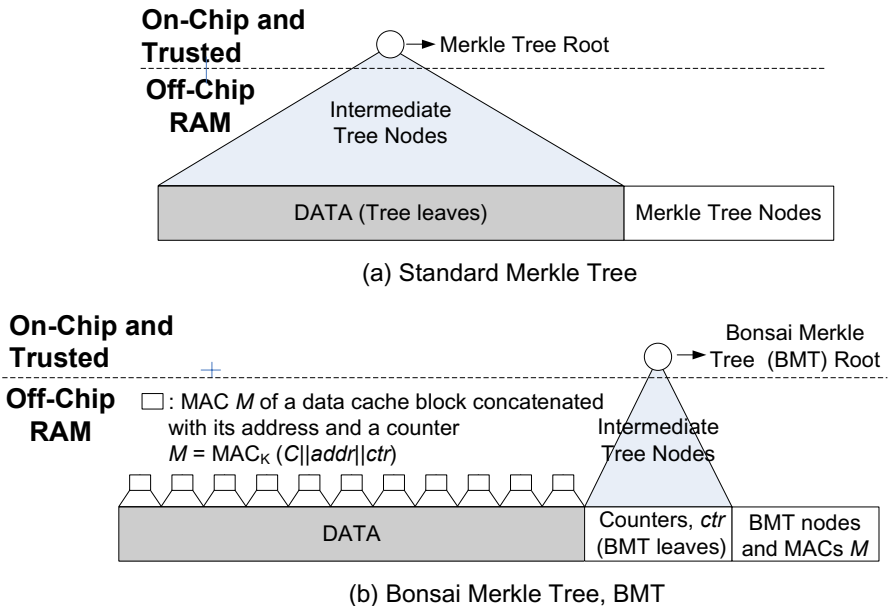 On-Chip and
Trusted
Merkle Tree Root
Off-Chip
RAM
Intermediate
Tree Nodes
DATA (Tree leaves)
Merkle Tree Nodes
(a) Standard Merkle Tree
On-Chip and
Trusted
Bonsai Merkle
Tree (BMT) Root
Off-Chip
RAM
: MAC M of a data cache block concatenated
with its address and a counter
M = MACK (C||addr||ctr)
Intermediate
Tree Nodes
DATA
Counters, ctr
(BMT leaves)
BMT nodes
and MACs M
(b) Bonsai Merkle Tree, BMT